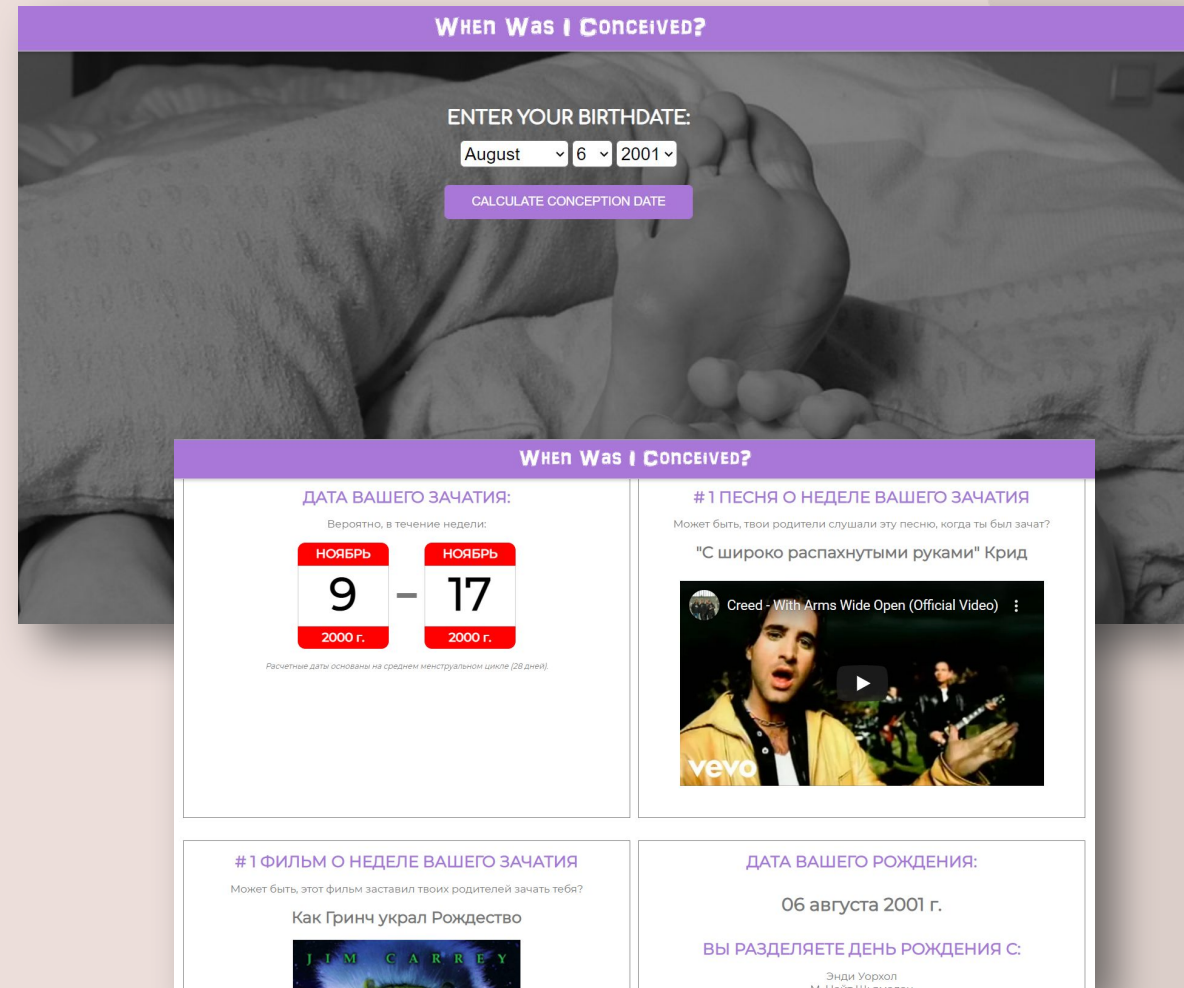 When Was I Conceived?
ENTER YOUR BIRTHDATE:
August 6 2001
CALCULATE CONCEPTION DATE
When Was I Conceived?
ДАТА ВАШЕГО ЗАЧАТИЯ:
Вероятно, в течение недели:
НОЯБРЬ НОЯБРЬ
9 – 17
2000 г. 2000 г.
Расчетные даты основаны на среднем менструальном цикле (28 дней).
# 1 ПЕСНЯ О НЕДЕЛЕ ВАШЕГО ЗАЧАТИЯ
Может быть, твои родители слушали эту песню, когда ты был зачат?
"С широко распахнутыми руками" Крид
Creed - With Arms Wide Open (Official Video)
vevo
# 1 ФИЛЬМ О НЕДЕЛЕ ВАШЕГО ЗАЧАТИЯ
Может быть, этот фильм заставил твоих родителей зачать тебя?
Как Гринч украл Рождество
JIM CARREY
ДАТА ВАШЕГО РОЖДЕНИЯ:
06 августа 2001 г.
ВЫ РАЗДЕЛЯЕТЕ ДЕНЬ РОЖДЕНИЯ С:
Энди Уорхол